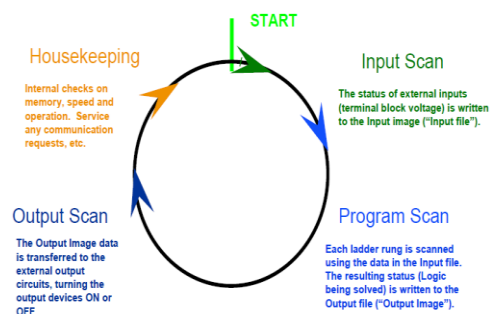 START
Housekeeping
Internal checks on
memory, speed and
operation. Service
any communication
requests, etc.
Input Scan
The status of external inputs
(terminal block voltage) is written
to the Input image (“Input file”).
Output Scan
The Output Image data
is transferred to the
external output
circuits, turning the
output devices ON or
OFF
Program Scan
Each ladder rung is scanned
using the data in the Input file.
The resulting status (Logic
being solved) is written to the
Output file (“Output Image”).